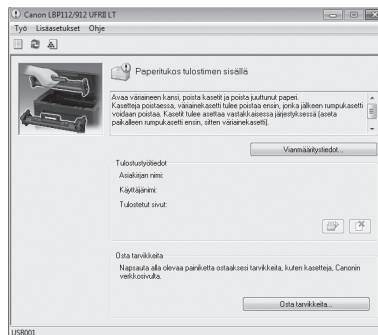 Canon LBP112/912 UFRII LT
Työ Lisäasetukset Ohje
Paperitukos tulostimen sisällä
Avaa väriaineen kansi, poista kasetit ja poista juuttunut paperi.
Kasetteja poistaessa, väriainekasetti tulee poistaa ensin, jonka jälkeen rumpukasetti
voidaan poistaa. Kasetit tulee asettaa vastakkaisessa järjestyksessä (aseta
paikalleen rumpukasetti ensin, sitten väriainekasetti).
Vianmääritystiedot...
Tulostustyötiedot
Asiakirjan nimi:
Käyttäjänimi:
Tulostetut sivut:
Osta tarvikkeita
Napsauta alla olevaa painiketta ostaaksesi tarvikkeita, kuten kasetteja, Canonin
verkkosivulta.
Osta tarvikkeita...
USB001